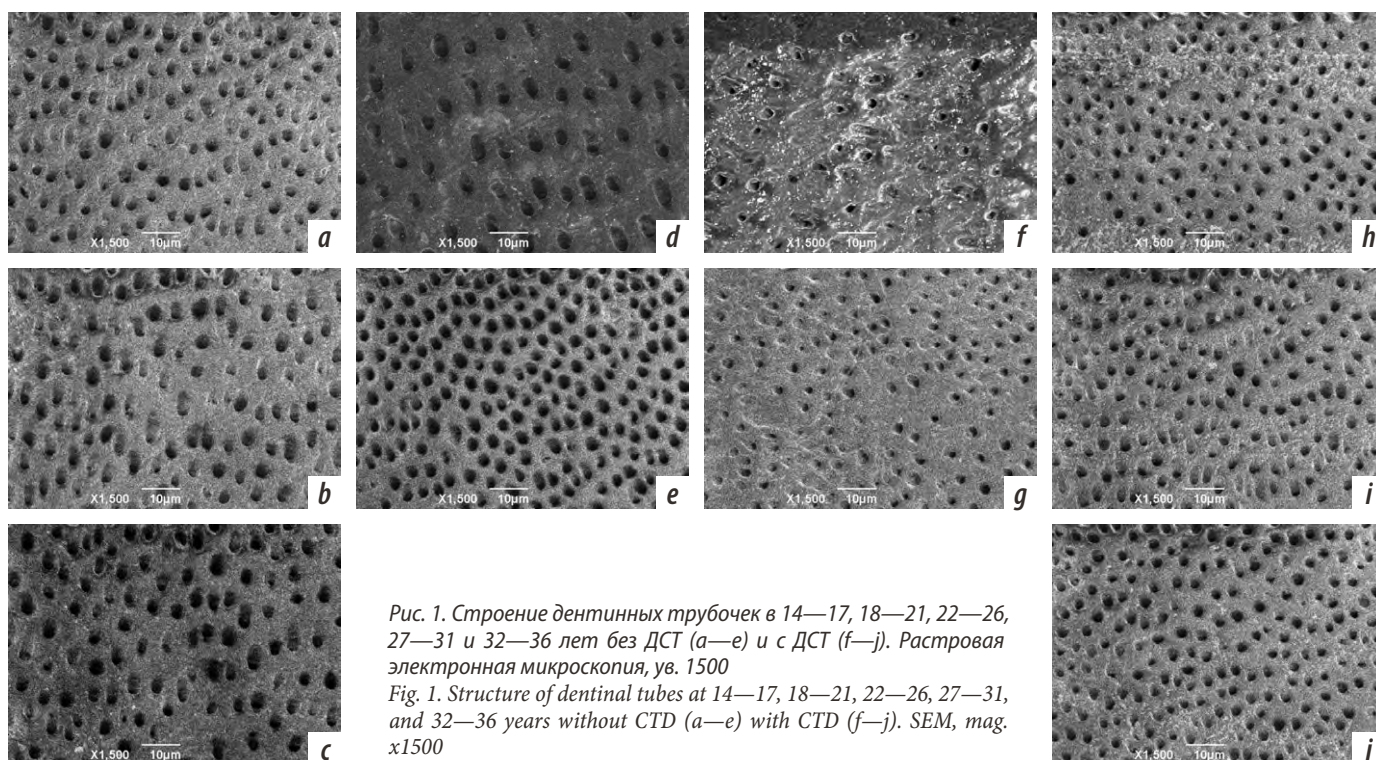 X1,500 10µm a
X1,500 10µm d
X1,500 10µm f
X1,500 10µm h
X1,500 10µm b
X1,500 10µm e
X1,500 10µm g
X1,500 10µm i
X1,500 10µm c
Рис. 1. Строение дентинных трубочек в 14—17, 18—21, 22—26,
27—31 и 32—36 лет без ДСТ (a—e) и с ДСТ (f—j). Растровая
электронная микроскопия, ув. 1500
Fig. 1. Structure of dentinal tubes at 14—17, 18—21, 22—26, 27—31,
and 32—36 years without CTD (a—e) with CTD (f—j). SEM, mag.
x1500
X1,500 10µm j